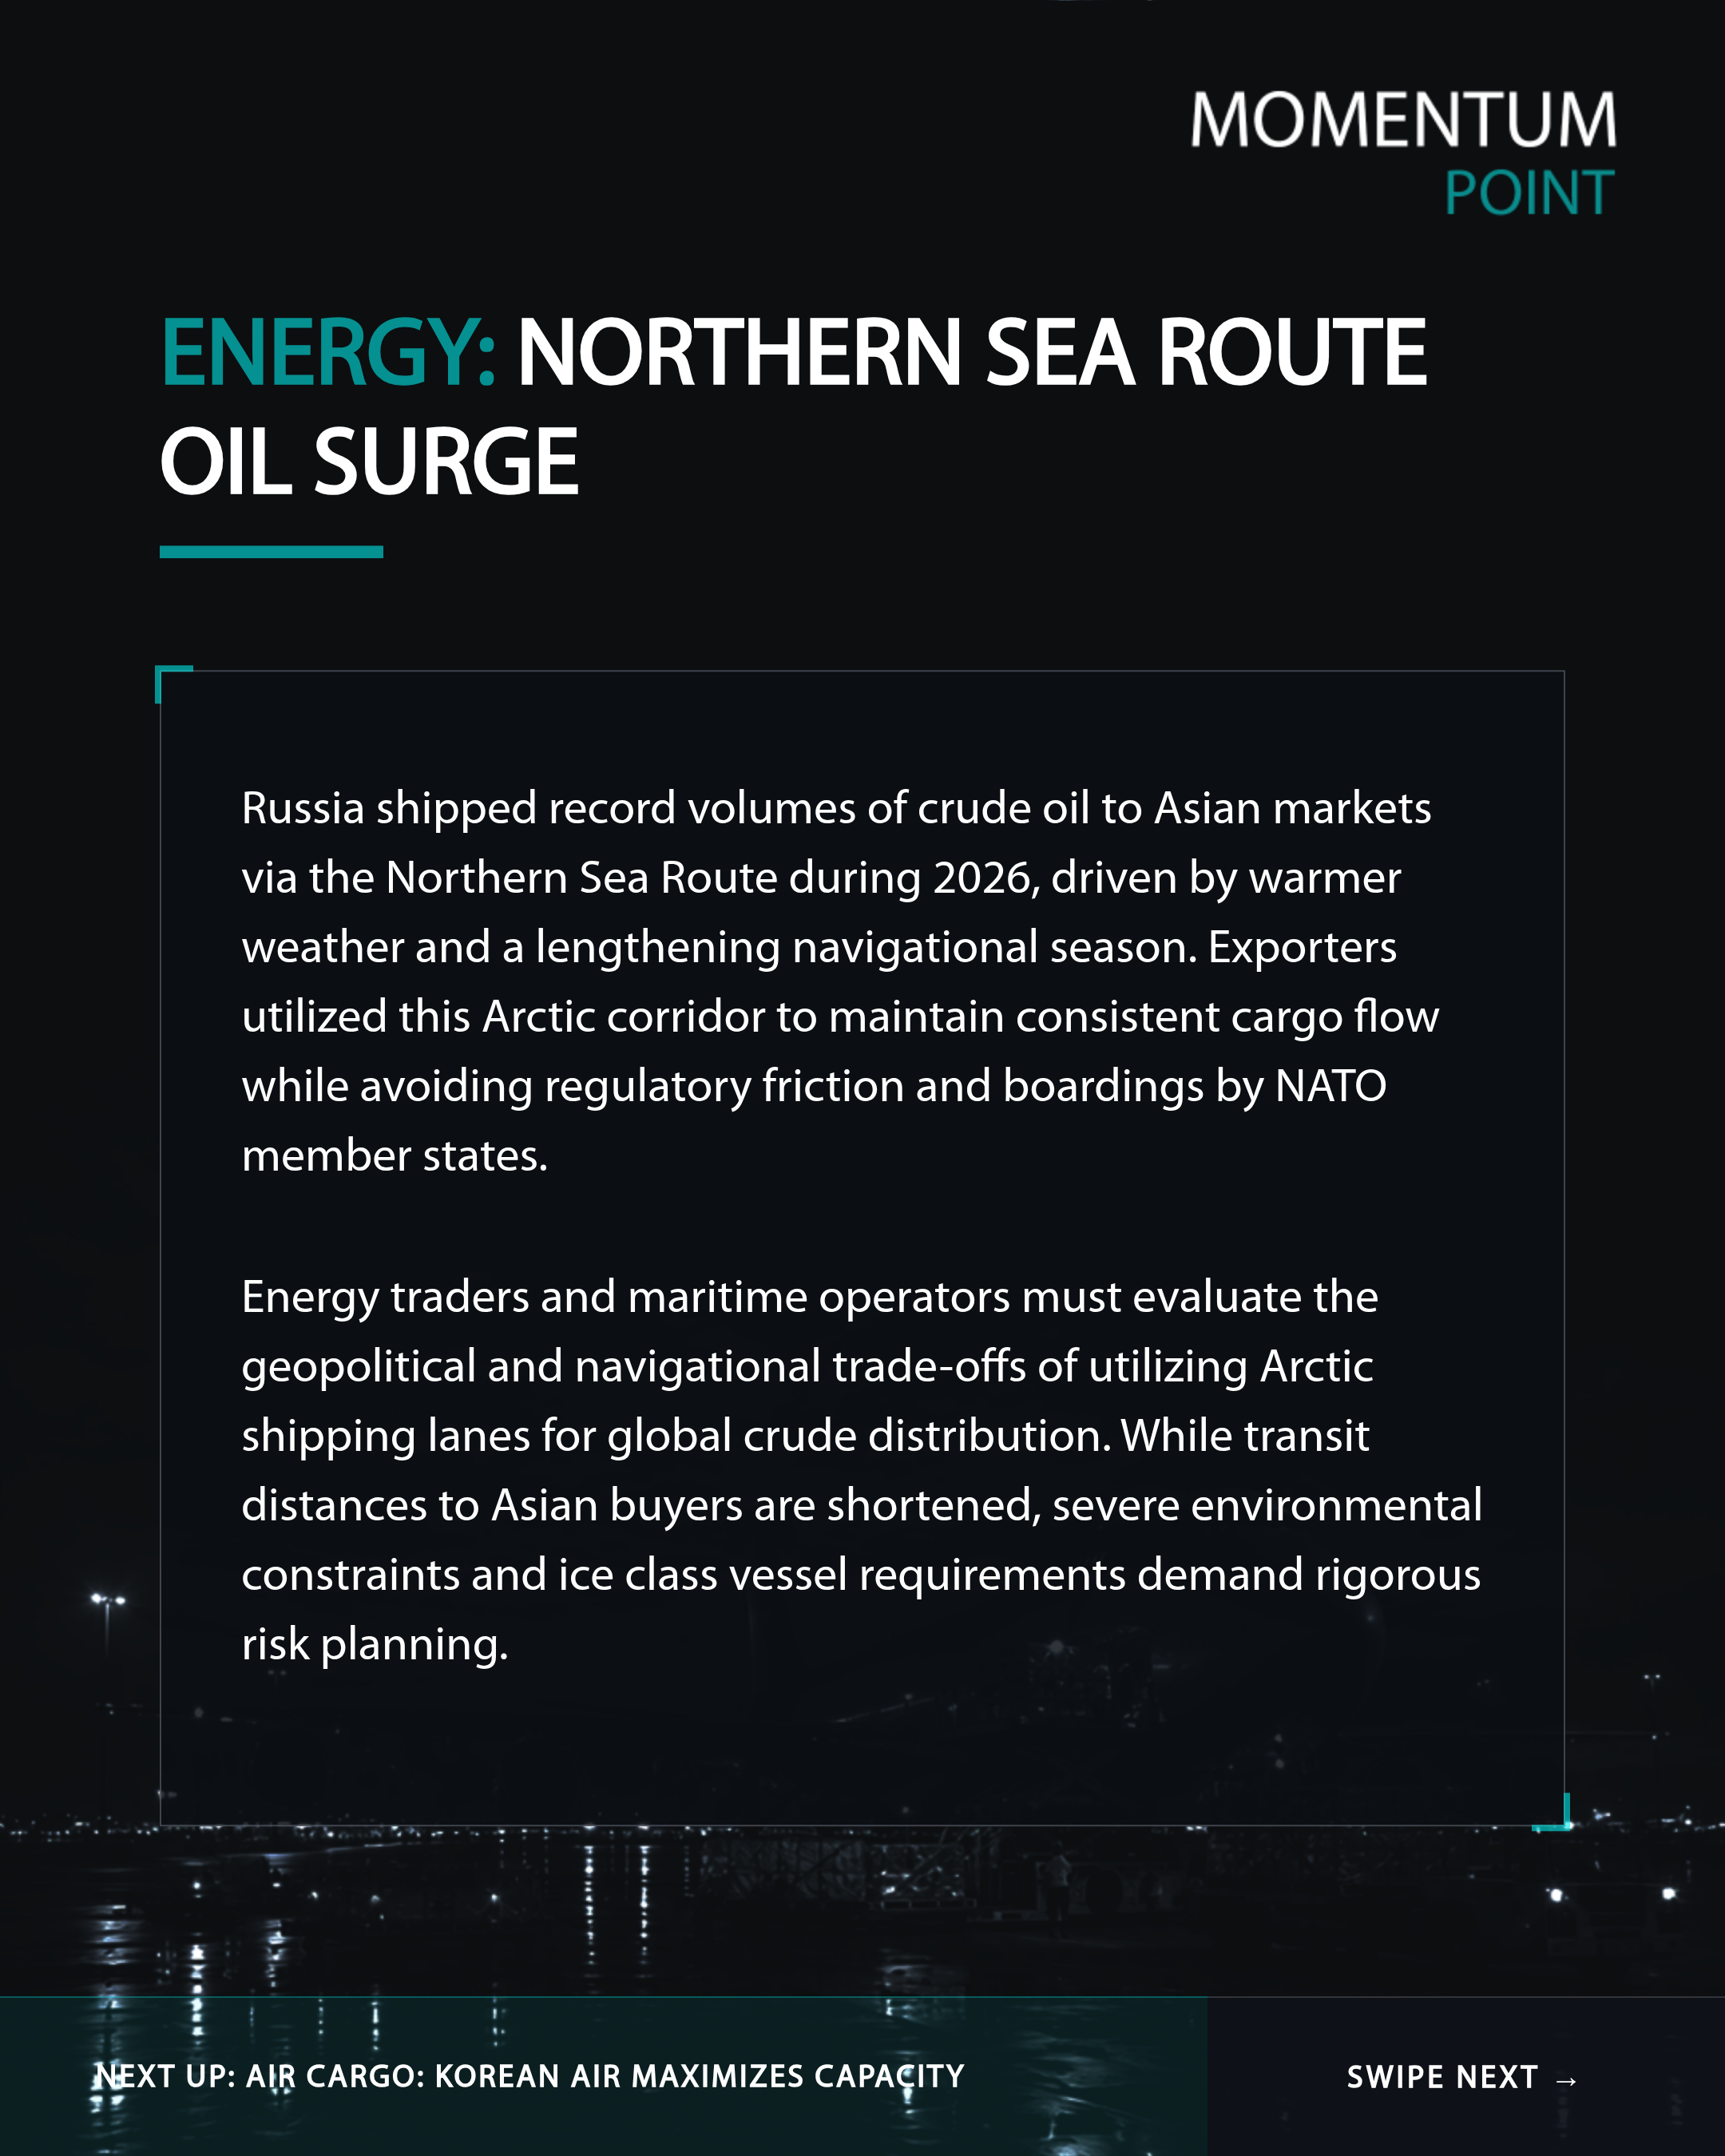 MOMENTUM
POINT
ENERGY: NORTHERN SEA ROUTE
OIL SURGE
Russia shipped record volumes of crude oil to Asian markets
via the Northern Sea Route during 2026, driven by warmer
weather and a lengthening navigational season. Exporters
utilized this Arctic corridor to maintain consistent cargo flow
while avoiding regulatory friction and boardings by NATO
member states.
Energy traders and maritime operators must evaluate the
geopolitical and navigational trade-offs of utilizing Arctic
shipping lanes for global crude distribution. While transit
distances to Asian buyers are shortened, severe environmental
constraints and ice class vessel requirements demand rigorous
risk planning.
NEXT UP: AIR CARGO: KOREAN AIR MAXIMIZES CAPACITY
SWIPE NEXT →